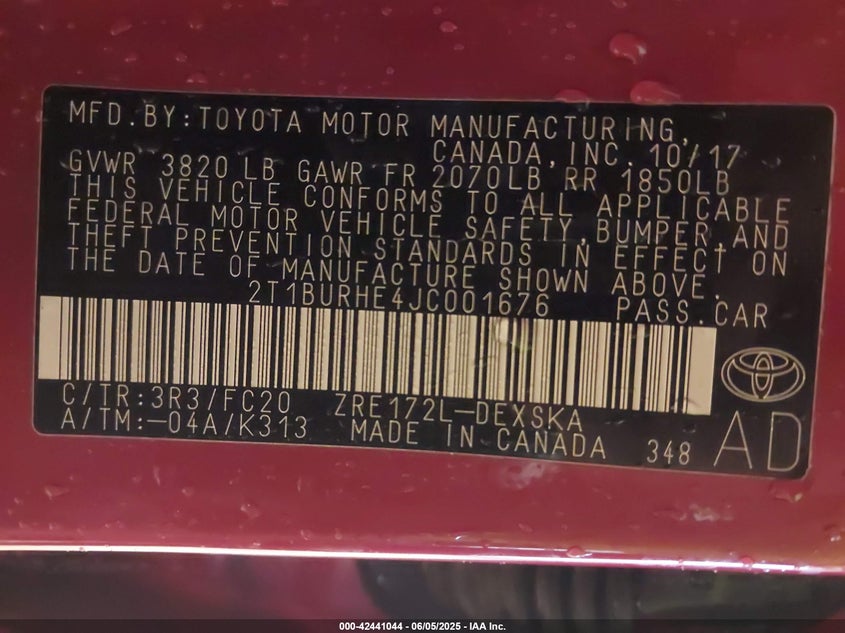 MFD.BY:TOYOTA MOTOR MANUFACTURING,
CANADA,INC. 10/17
GVWR 3820 LB GAWR FR 2070LB RR 1850LB
THIS VEHICLE CONFORMS TO ALL APPLICABLE
FEDERAL MOTOR VEHICLE SAFETY,BUMPER,AND
THEFT PREVENTION STANDARDS IN EFFECT ON
THE DATE OF MANUFACTURE SHOWN ABOVE.
2T1BURHE4JC001676 PASS.CAR
C/TR:3R3/FC20 ZRE172L-DEXSKA
A/TM:-04A/K313 MADE IN CANADA 348 AD
000-42441044 - 06/05/2025 - IAA Inc.